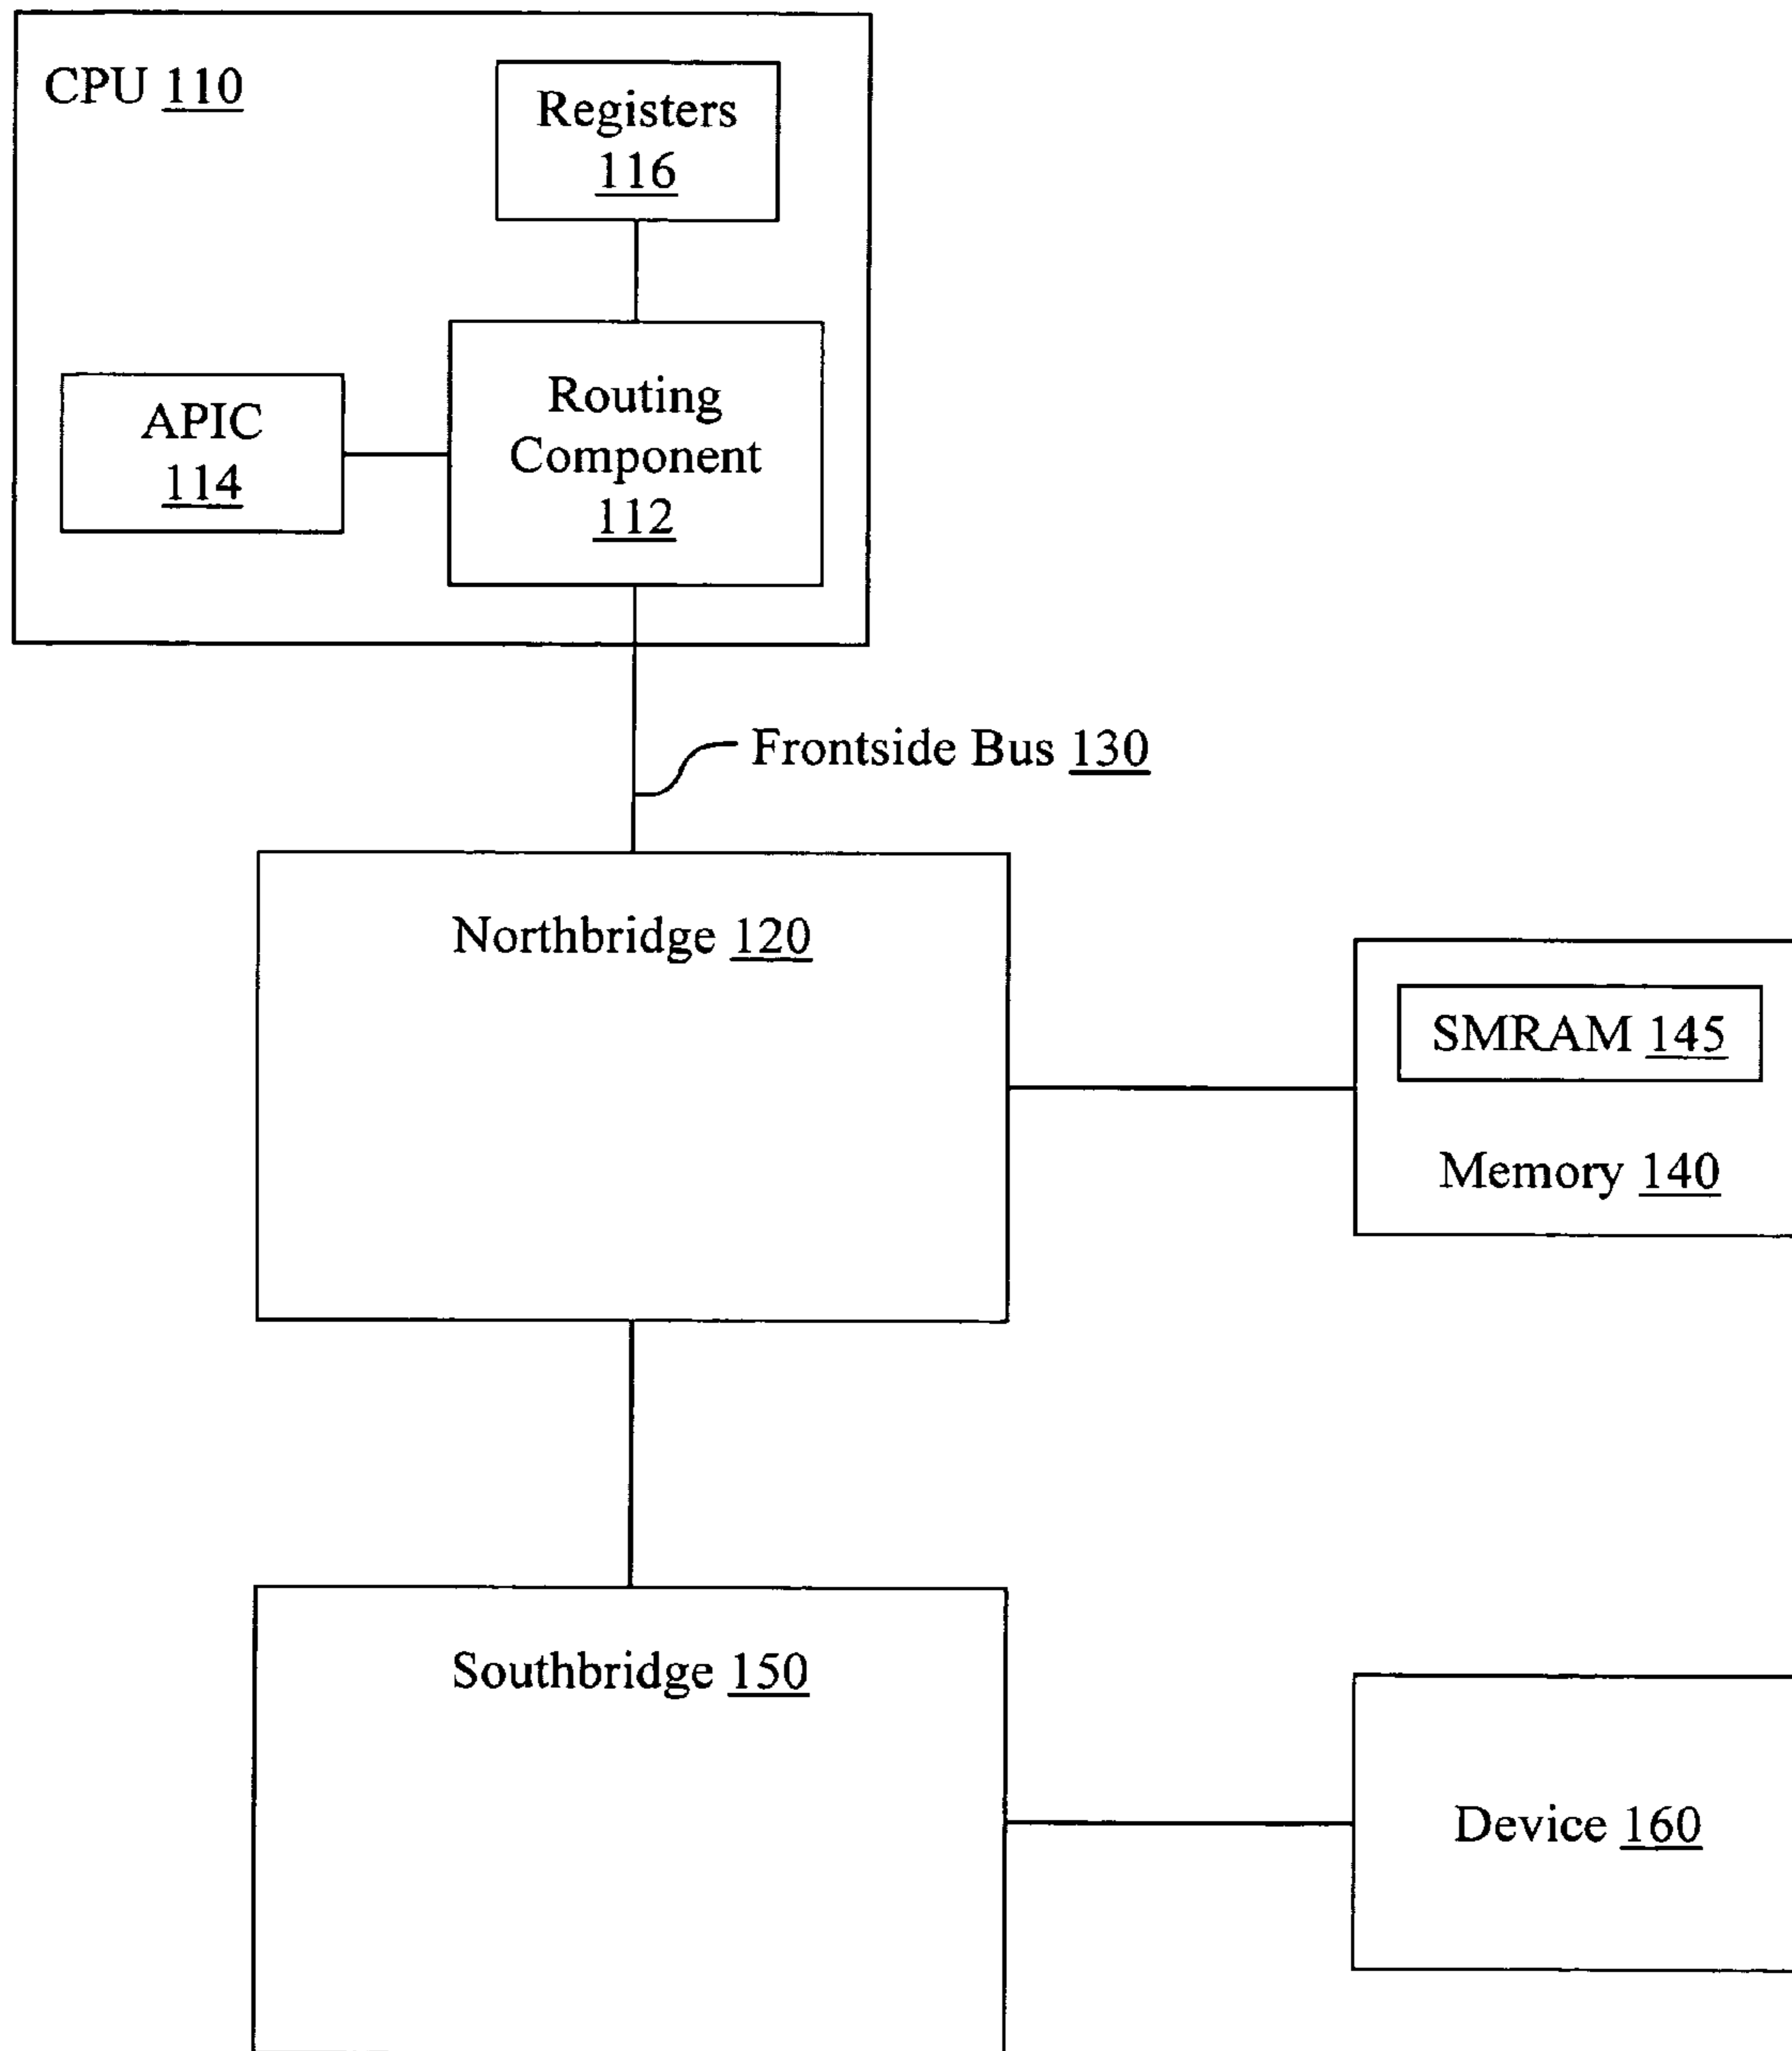 CPU 110
Registers
116
APIC
114
Routing
Component
112
Frontside Bus 130
Northbridge 120
SMRAM 145
Memory 140
Southbridge 150
Device 160